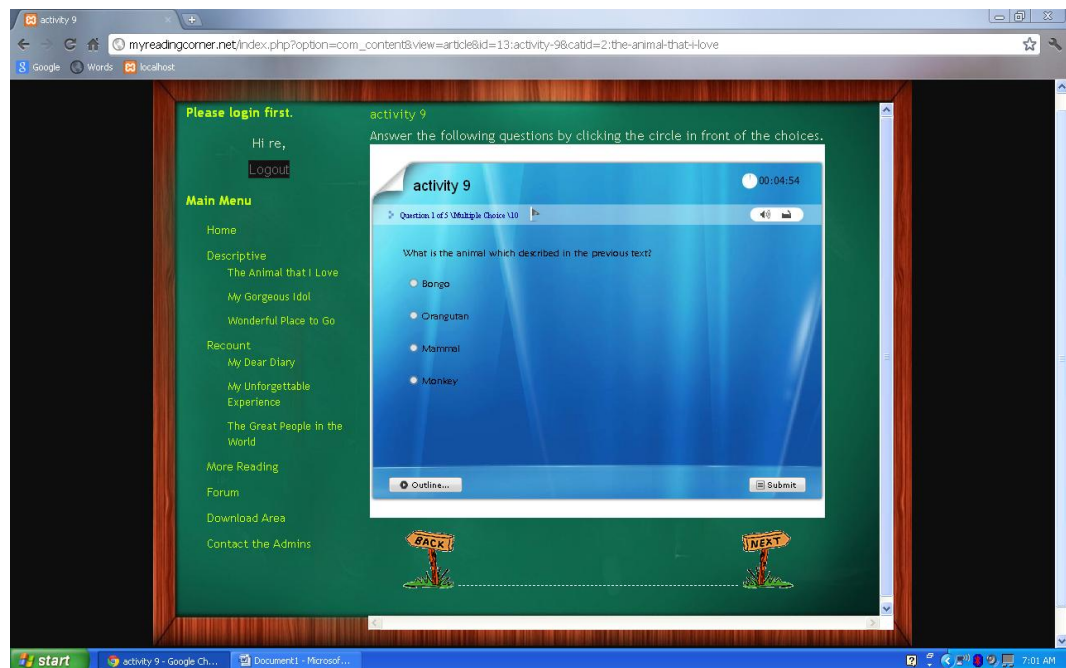 activity 9
myreadingcorner.net/index.php?option=com_content&view=article&id=13:activity-9&catid=2:the-animal-that-i-love
Google Words localhost
Please login first.
Hi re,
Logout
Main Menu
Home
Descriptive
The Animal that I Love
My Gorgeous Idol
Wonderful Place to Go
Recount
My Dear Diary
My Unforgettable
Experience
The Great People in the
World
More Reading
Forum
Download Area
Contact the Admins
activity 9
Answer the following questions by clicking the circle in front of the choices.
activity 9
00:04:54
Question 1 of 5 \Multiple Choice \10
What is the animal which described in the previous text?
Bongo
Orangutan
Mammal
Monkey
Outline...
Submit
BACK
NEXT
start
activity 9 - Google Ch...
Document1 - Microsof...
7:01 AM